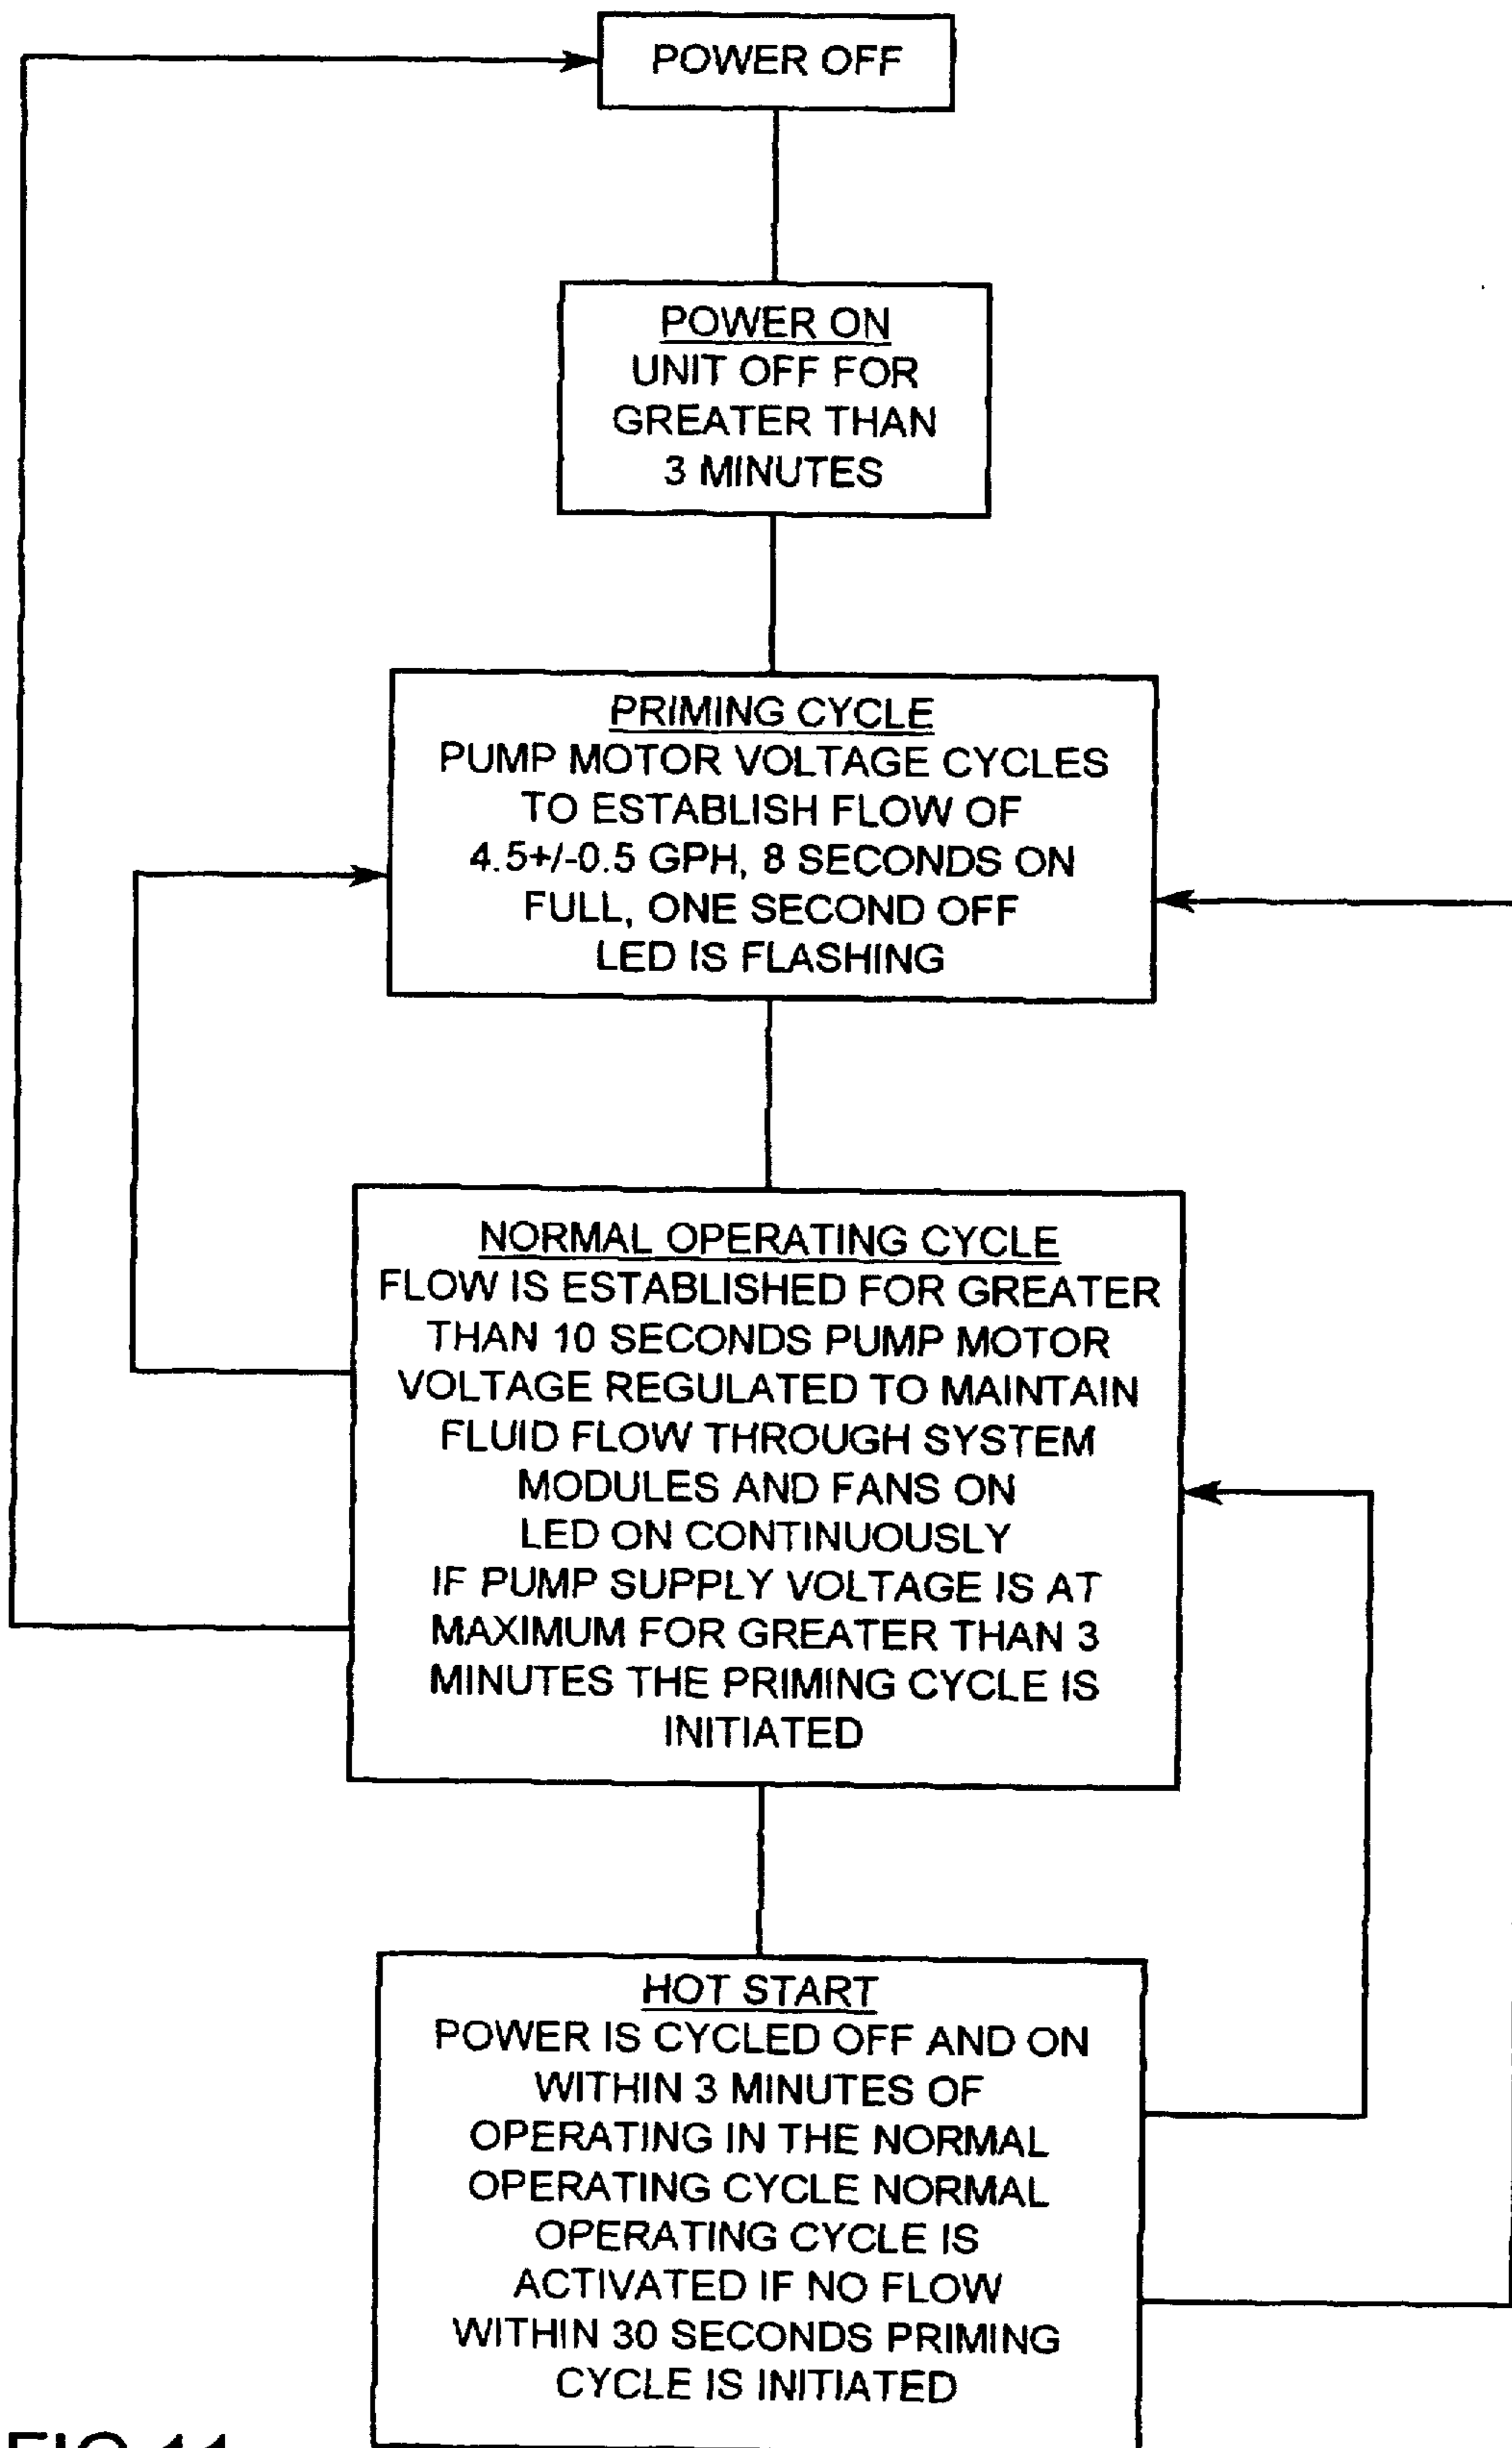 POWER OFF
POWER ON
UNIT OFF FOR
GREATER THAN
3 MINUTES
PRIMING CYCLE
PUMP MOTOR VOLTAGE CYCLES
TO ESTABLISH FLOW OF
4.5+/-0.5 GPH, 8 SECONDS ON
FULL, ONE SECOND OFF
LED IS FLASHING
NORMAL OPERATING CYCLE
FLOW IS ESTABLISHED FOR GREATER
THAN 10 SECONDS PUMP MOTOR
VOLTAGE REGULATED TO MAINTAIN
FLUID FLOW THROUGH SYSTEM
MODULES AND FANS ON
LED ON CONTINUOUSLY
IF PUMP SUPPLY VOLTAGE IS AT
MAXIMUM FOR GREATER THAN 3
MINUTES THE PRIMING CYCLE IS
INITIATED
HOT START
POWER IS CYCLED OFF AND ON
WITHIN 3 MINUTES OF
OPERATING IN THE NORMAL
OPERATING CYCLE NORMAL
OPERATING CYCLE IS
ACTIVATED IF NO FLOW
WITHIN 30 SECONDS PRIMING
CYCLE IS INITIATED
FIG 11